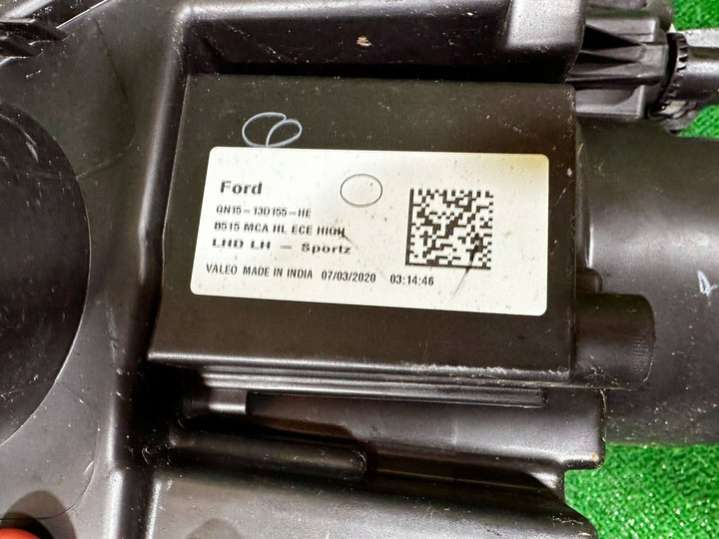 Ford
GN15-13D155-HE
B515 MCA HL ECE HIGH
LHD LH - Sportz
VALEO MADE IN INDIA 07/03/2020 03:14:46